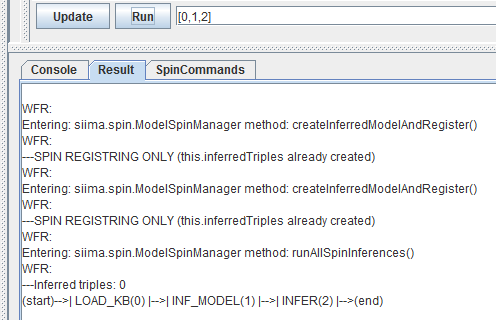 Update Run [0,1,2]
Console Result SpinCommands
WFR:
Entering: siima.spin.ModelSpinManager method: createInferredModelAndRegister()
WFR:
---SPIN REGISTRING ONLY (this.inferredTriples already created)
WFR:
Entering: siima.spin.ModelSpinManager method: createInferredModelAndRegister()
WFR:
---SPIN REGISTRING ONLY (this.inferredTriples already created)
WFR:
Entering: siima.spin.ModelSpinManager method: runAllSpinInferences()
WFR:
---Inferred triples: 0
(start)-->| LOAD_KB(0) |-->| INF_MODEL(1) |-->| INFER(2) |-->(end)